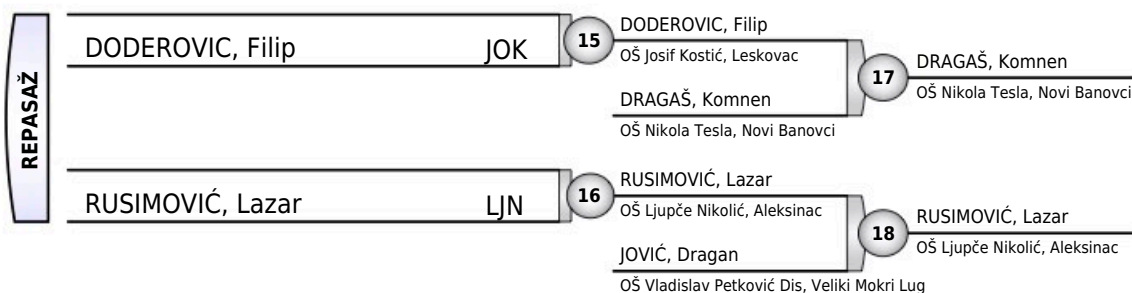 REPASAŽ
DODEROVIC, Filip JOK
15
DODEROVIC, Filip
OŠ Josif Kostić, Leskovac
DRAGAŠ, Komnen
OŠ Nikola Tesla, Novi Banovci
17
DRAGAŠ, Komnen
OŠ Nikola Tesla, Novi Banovci
RUSIMOVIĆ, Lazar LJN
16
RUSIMOVIĆ, Lazar
OŠ Ljupče Nikolić, Aleksinac
JOVIĆ, Dragan
OŠ Vladislav Petković Dis, Veliki Mokri Lug
18
RUSIMOVIĆ, Lazar
OŠ Ljupče Nikolić, Aleksinac